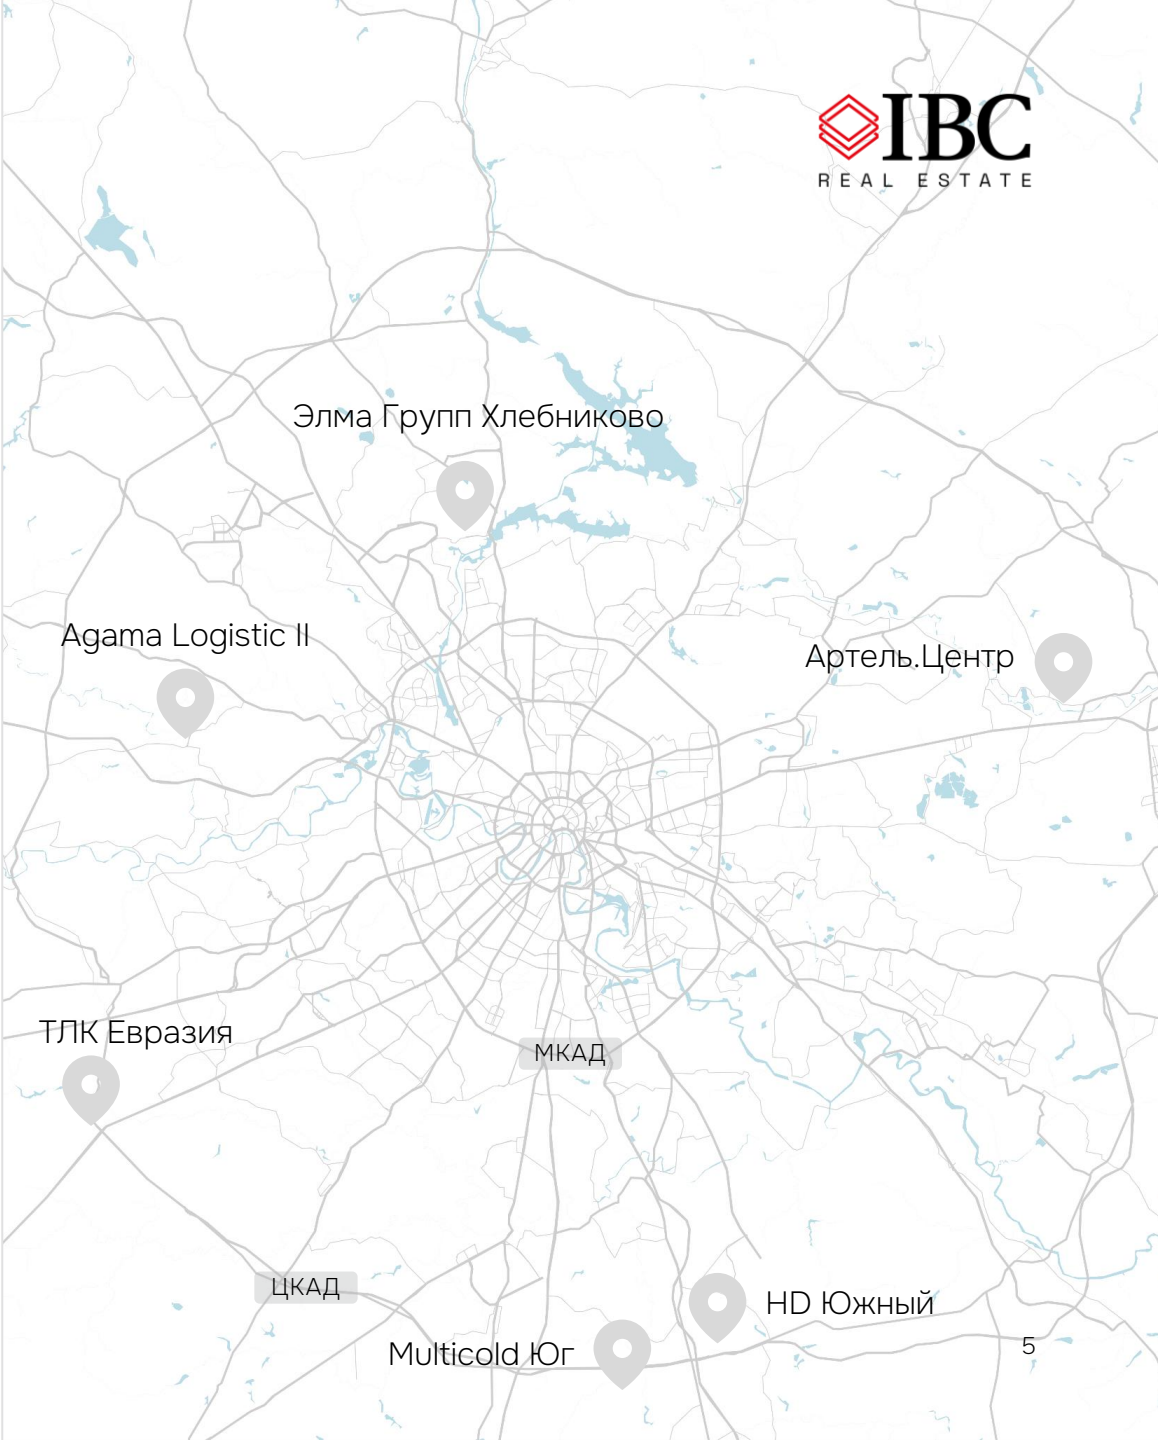 IBC
REAL ESTATE
Элма Групп Хлебниково
Agama Logistic II
Артель.Центр
ТЛК Евразия
МКАД
ЦКАД
HD Южный
Multicold Юг
5